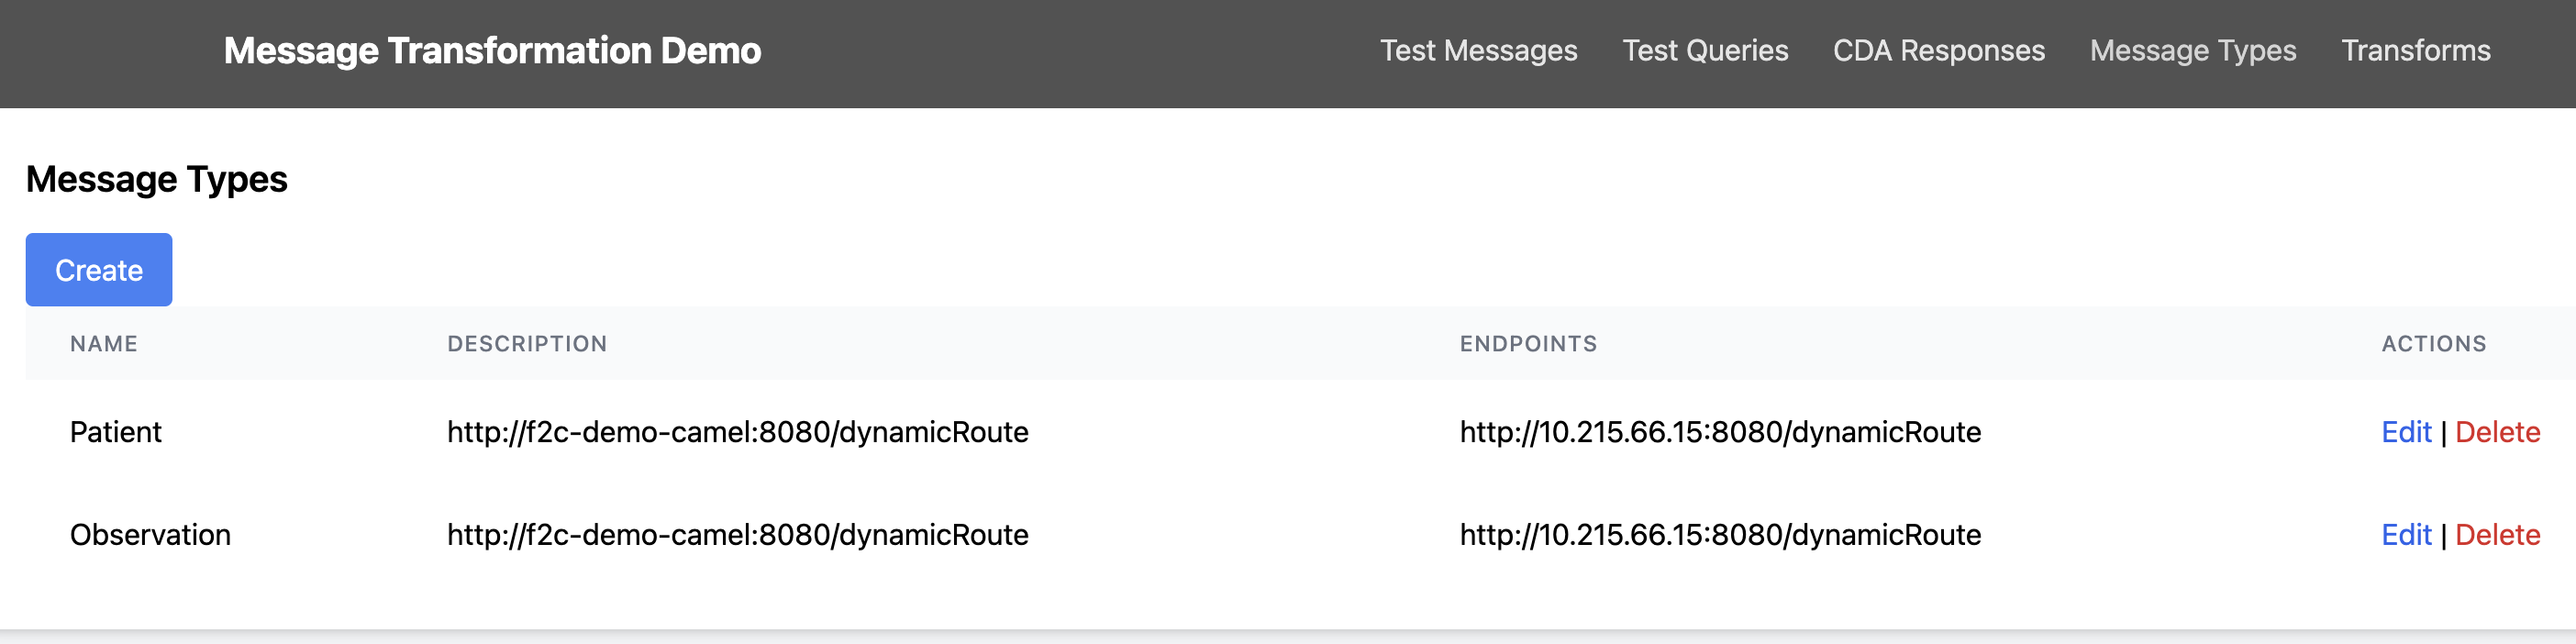 Message Transformation Demo Test Messages Test Queries CDA Responses Message Types Transforms
Message Types
Create
NAME DESCRIPTION ENDPOINTS ACTIONS
Patient http://f2c-demo-camel:8080/dynamicRoute http://10.215.66.15:8080/dynamicRoute Edit | Delete
Observation http://f2c-demo-camel:8080/dynamicRoute http://10.215.66.15:8080/dynamicRoute Edit | Delete